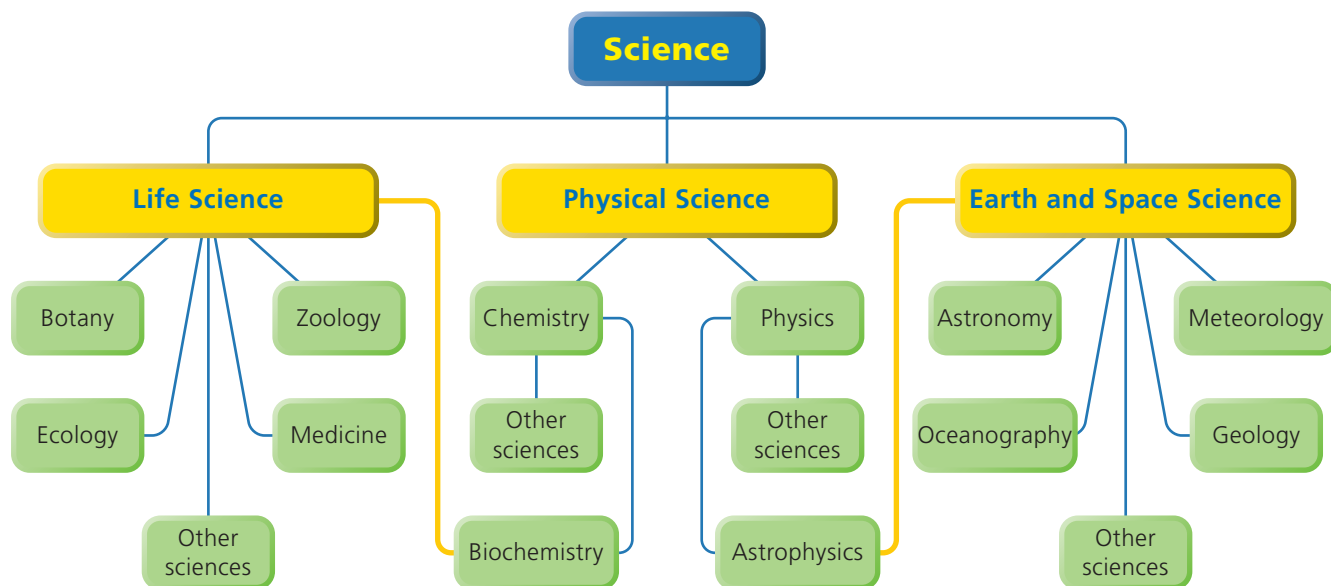 Science
Life Science
Physical Science
Earth and Space Science
Botany
Zoology
Chemistry
Physics
Astronomy
Meteorology
Ecology
Medicine
Other
sciences
Other
sciences
Oceanography
Geology
Other
sciences
Biochemistry
Astrophysics
Other
sciences